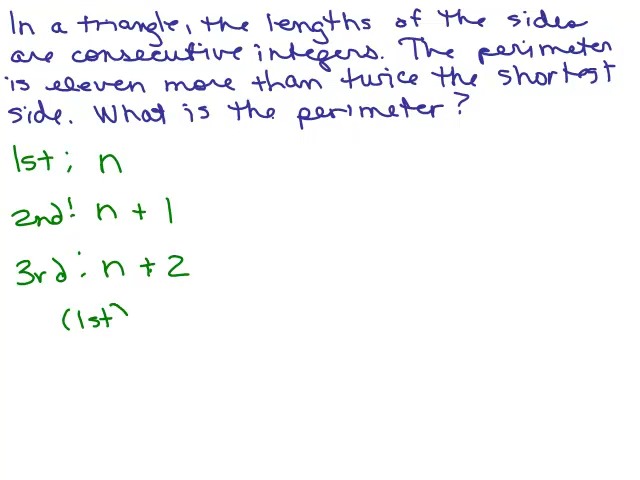 In a triangle, the lengths of the sides
are consecutive integers. The perimeter
is eleven more than twice the shortest
side. What is the perimeter?
1st: n
2nd: n + 1
3rd: n + 2
(1st)